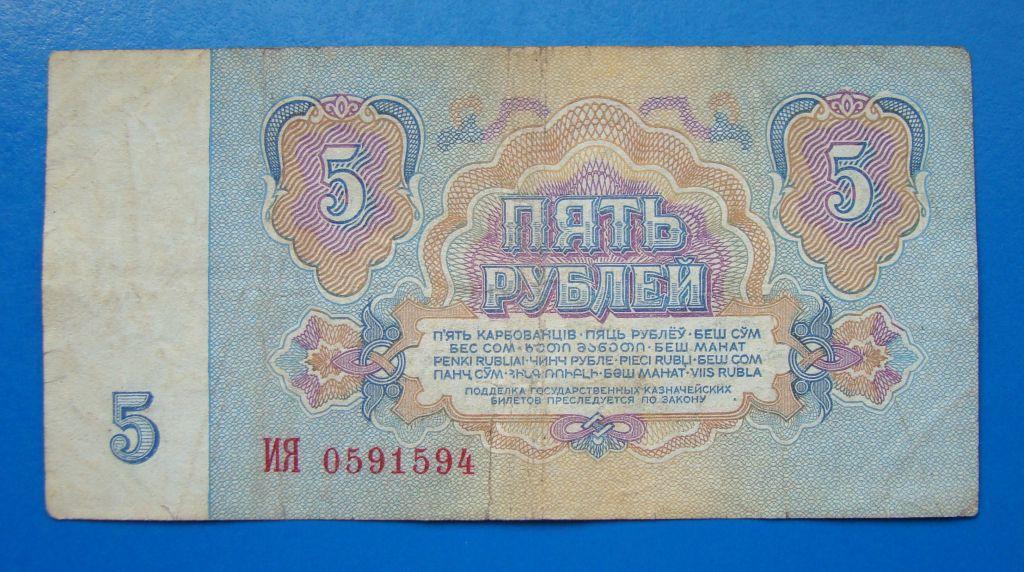 5 5
ПЯТЬ
РУБЛЕЙ
П'ЯТЬ КАРБОВАНЦІВ · ПЯЦЬ РУБЛЁЎ · БЕШ СЎМ
БЕС СОМ · ხუთი მანეთი · БЕШ МАНАТ
PENKI RUBLIAI · ЧИНЧ РУБЛЕ · PIECI RUBĻI · БЕШ СОМ
ПАНҶ СЎМ · ՀԻՆԳ ՌՈՒԲԼԻ · БӘШ МАНАТ · VIIS RUBLA
ПОДДЕЛКА ГОСУДАРСТВЕННЫХ КАЗНАЧЕЙСКИХ
БИЛЕТОВ ПРЕСЛЕДУЕТСЯ ПО ЗАКОНУ
5
ИЯ 0591594